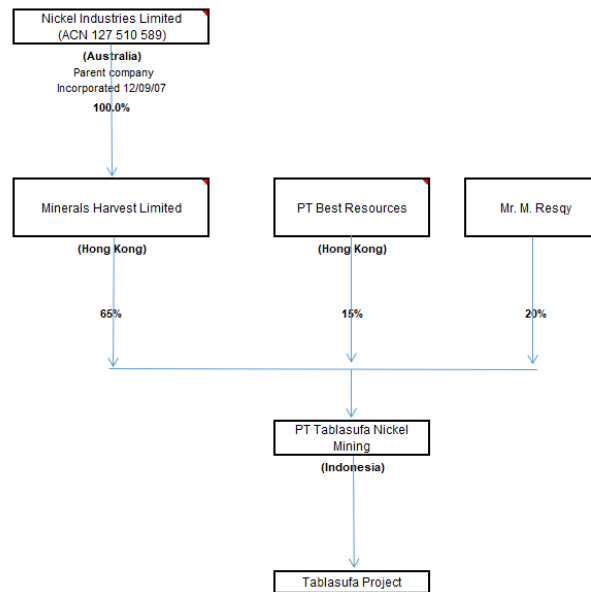 Nickel Industries Limited
(ACN 127 510 589)
(Australia)
Parent company
Incorporated 12/09/07
100.0%
Minerals Harvest Limited
PT Best Resources
Mr. M. Resqy
(Hong Kong)
(Hong Kong)
65%
15%
20%
PT Tablasufa Nickel
Mining
(Indonesia)
Tablasufa Project